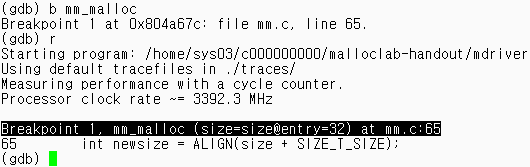 (gdb) b mm_malloc
Breakpoint 1 at 0x804a67c: file mm.c, line 65.
(gdb) r
Starting program: /home/sys03/c00000000/malloclab-handout/mdriver
Using default tracefiles in ./traces/
Measuring performance with a cycle counter.
Processor clock rate ~= 3392.3 MHz
Breakpoint 1, mm_malloc (size=size@entry=32) at mm.c:65
65 int newsize = ALIGN(size + SIZE_T_SIZE);
(gdb)